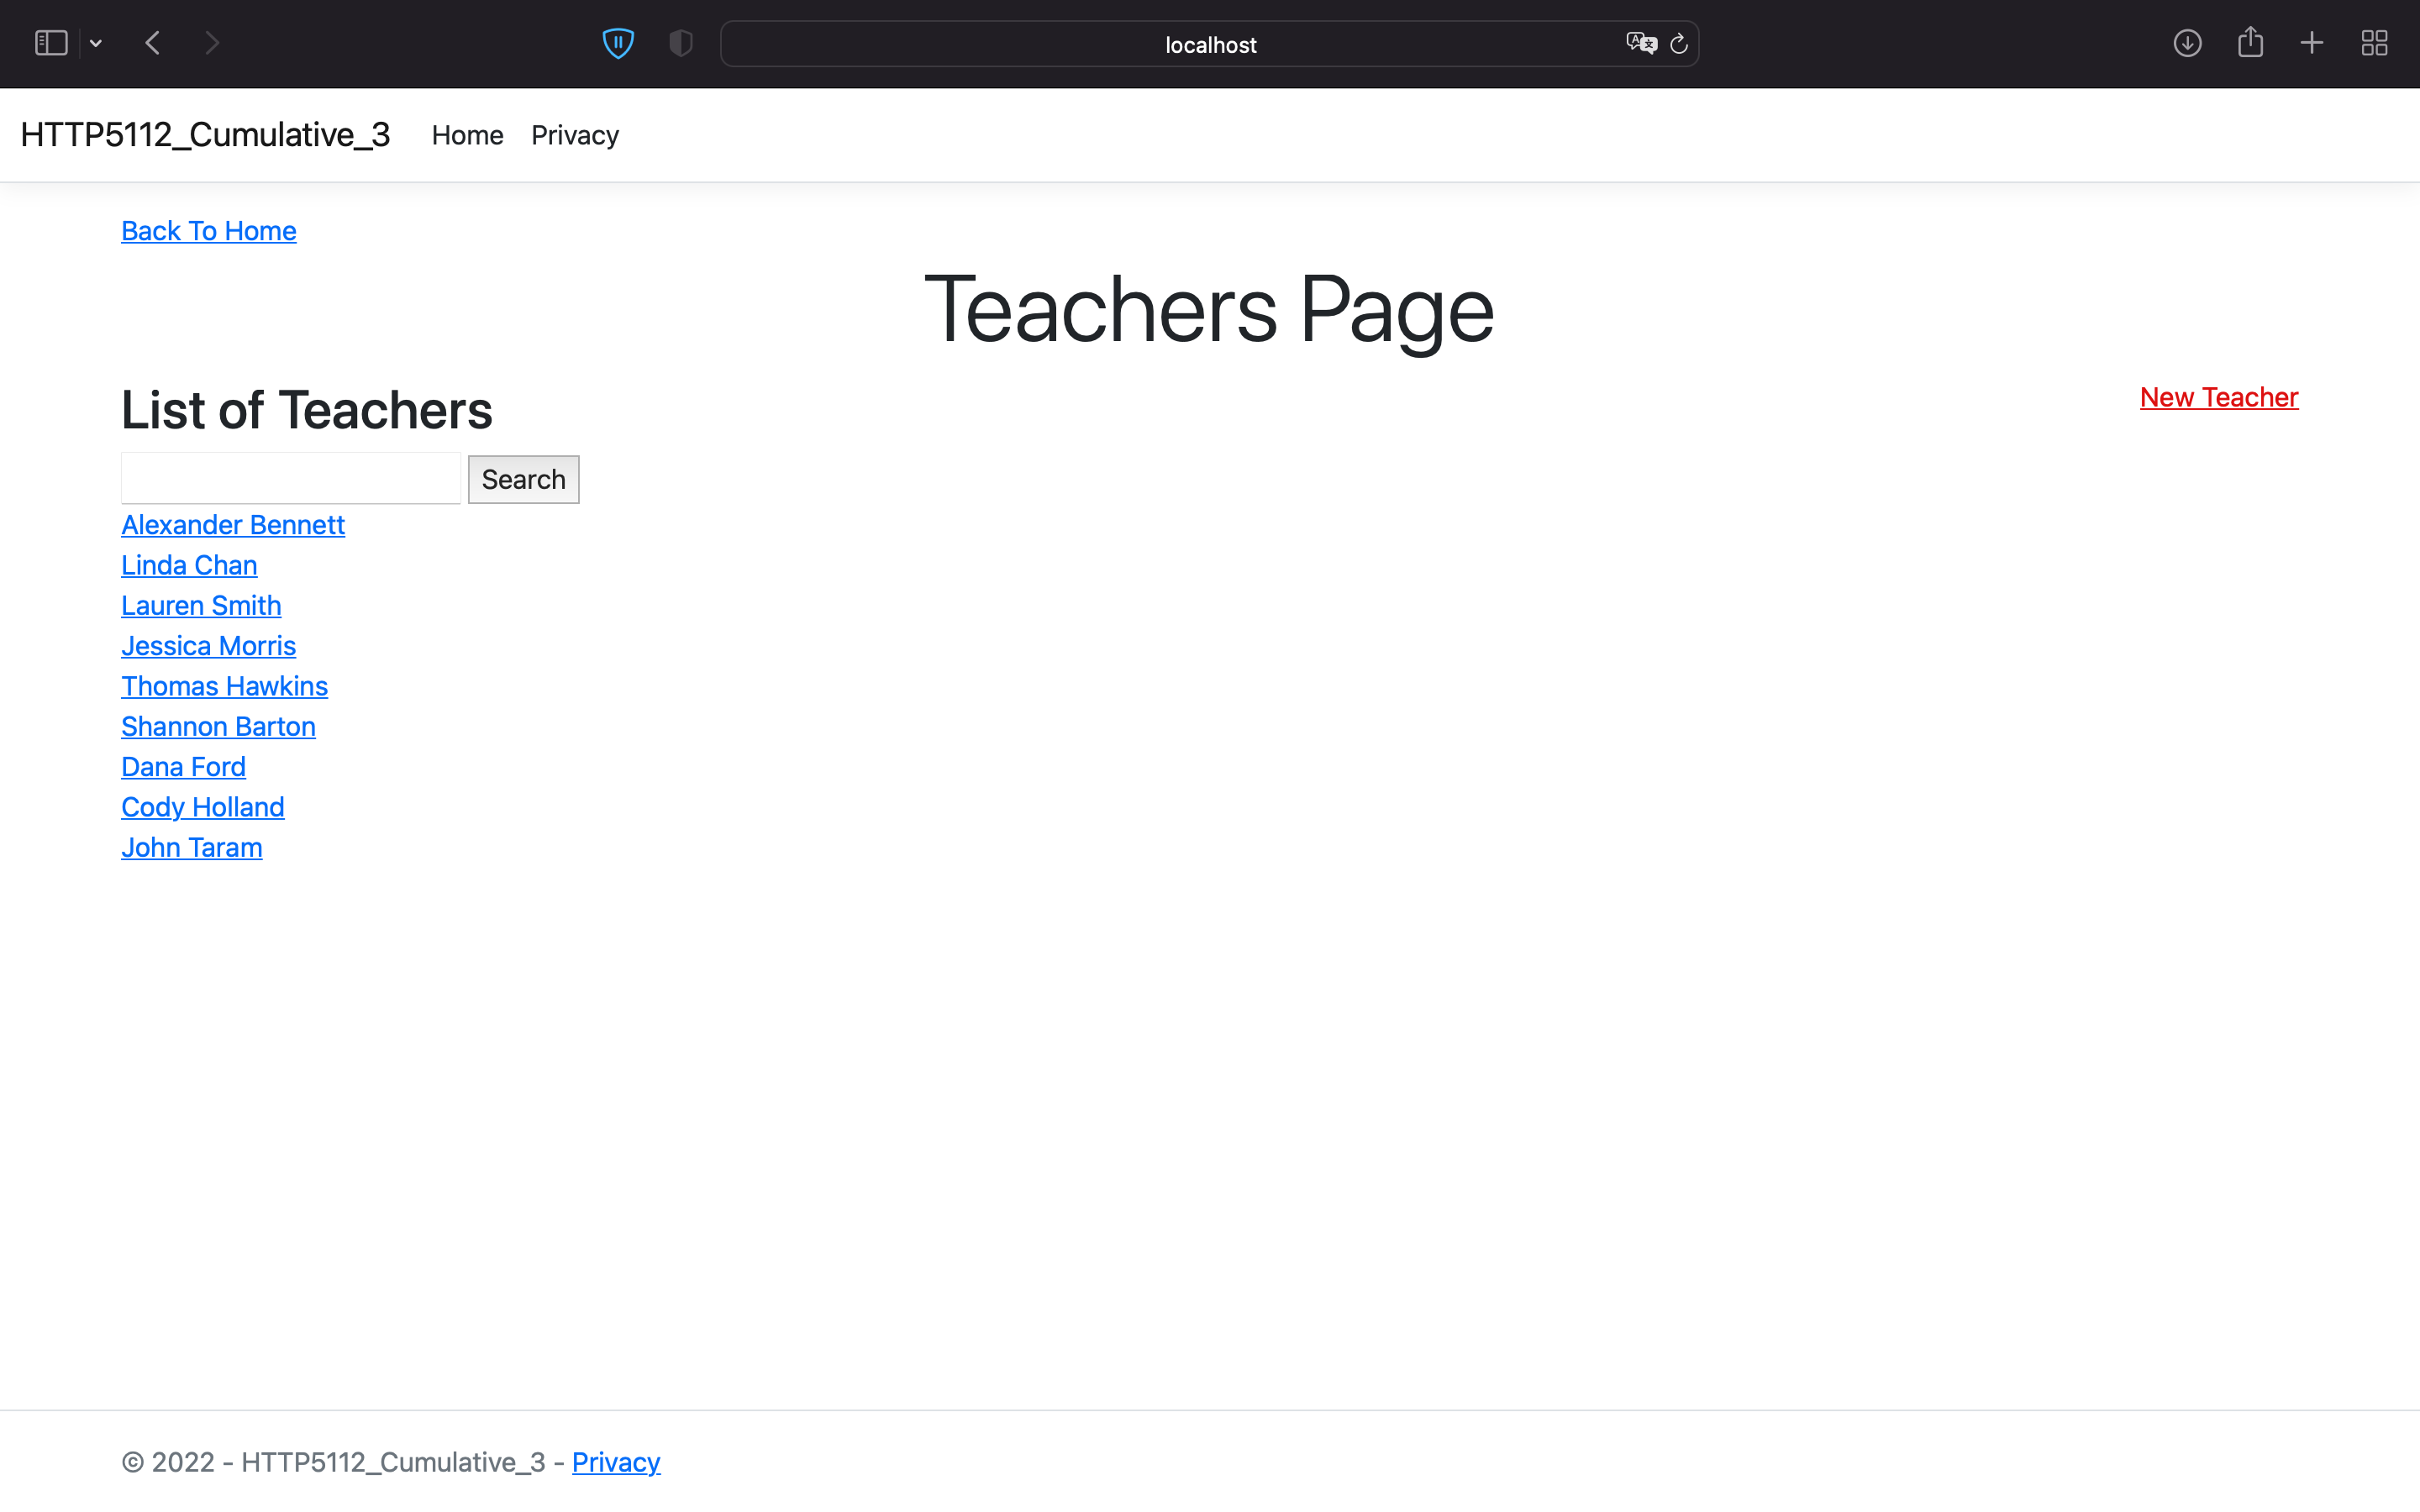 localhost
HTTP5112_Cumulative_3 Home Privacy
Back To Home
Teachers Page
List of Teachers
New Teacher
Search
Alexander Bennett
Linda Chan
Lauren Smith
Jessica Morris
Thomas Hawkins
Shannon Barton
Dana Ford
Cody Holland
John Taram
© 2022 - HTTP5112_Cumulative_3 - Privacy